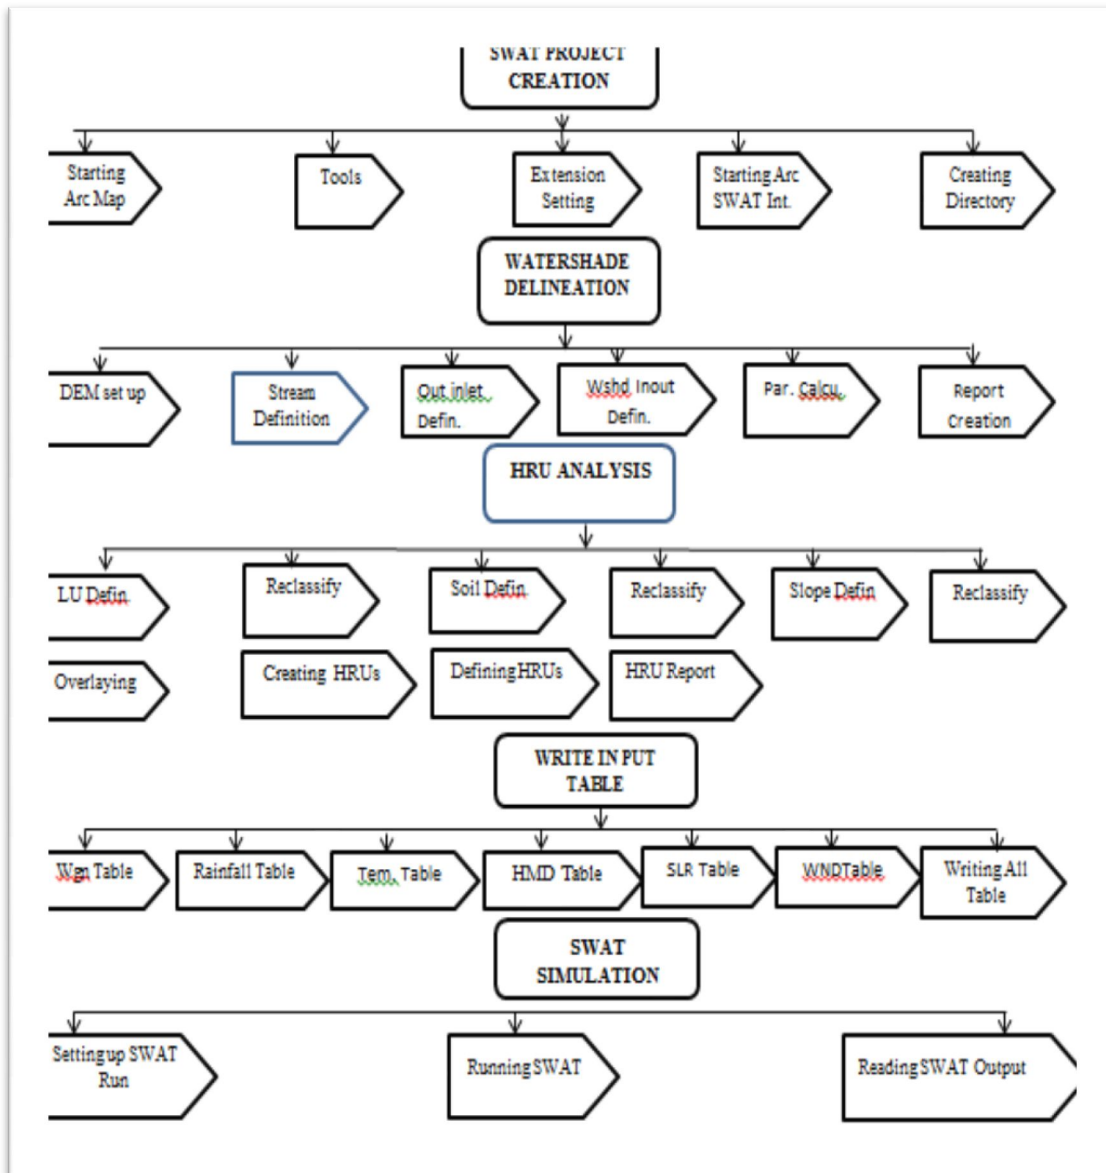 SWAT PROJECT
CREATION
Starting
Arc Map
Tools
Extension
Setting
Starting Arc
SWAT Int.
Creating
Directory
WATERSHADE
DELINEATION
DEM set up
Stream
Definition
Out inlet
Defin.
Wshd Inout
Defin.
Par. Calcu.
Report
Creation
HRU ANALYSIS
LU Defin
Reclassify
Soil Defin
Reclassify
Slope Defin
Reclassify
Overlaying
Creating HRUs
Defining HRUs
HRU Report
WRITE IN PUT
TABLE
Wgn Table
Rainfall Table
Tem. Table
HMD Table
SLR Table
WNDTable
Writing All
Table
SWAT
SIMULATION
Setting up SWAT
Run
Running SWAT
Reading SWAT Output